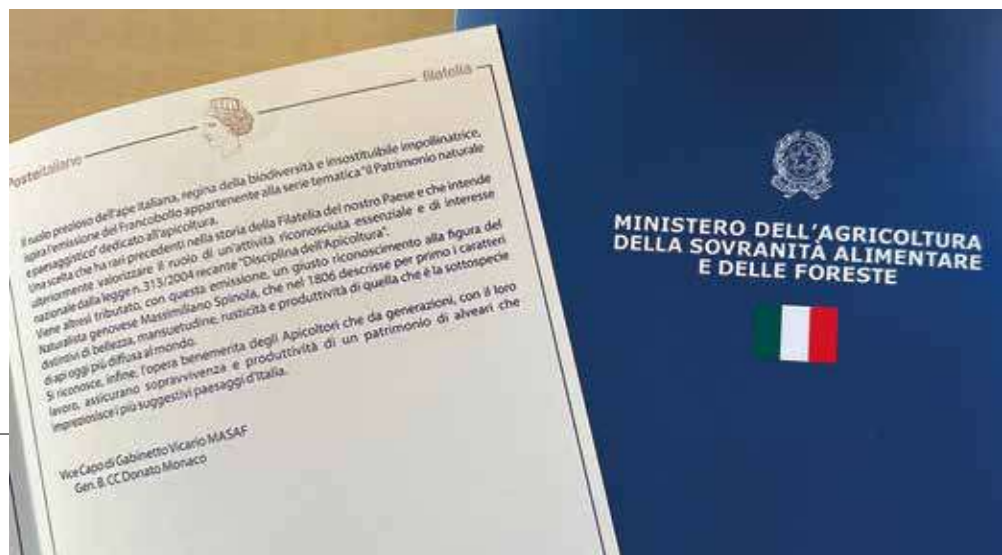 Posteitaliane
filatelia
Il ruolo prezioso dell'ape italiana, regina della biodiversità e insostituibile impollinatrice,
ispira l'emissione del Francobollo appartenente alla serie tematica "il Patrimonio naturale
e paesaggistico" dedicato all'apicoltura.
Una scelta che ha rari precedenti nella storia della Filatelia del nostro Paese e che intende
ulteriormente valorizzare il ruolo di un'attività riconosciuta essenziale e di interesse
nazionale dalla legge n. 313/2004 recante "Disciplina dell'Apicoltura".
Viene altresì tributato, con questa emissione, un giusto riconoscimento alla figura del
Naturalista genovese Massimiliano Spinola, che nel 1806 descrisse per primo i caratteri
distintivi di bellezza, mansuetudine, rusticità e produttività di quella che è la sottospecie
di api oggi più diffusa al mondo.
Si riconosce, infine, l'opera benemerita degli Apicoltori che da generazioni, con il loro
lavoro, assicurano sopravvivenza e produttività di un patrimonio di alveari che
impreziosisce i più suggestivi paesaggi d'Italia.
Vice Capo di Gabinetto Vicario MASAF
Gen. B. CC Donato Monaco
MINISTERO DELL'AGRICOLTURA
DELLA SOVRANITÀ ALIMENTARE
E DELLE FORESTE